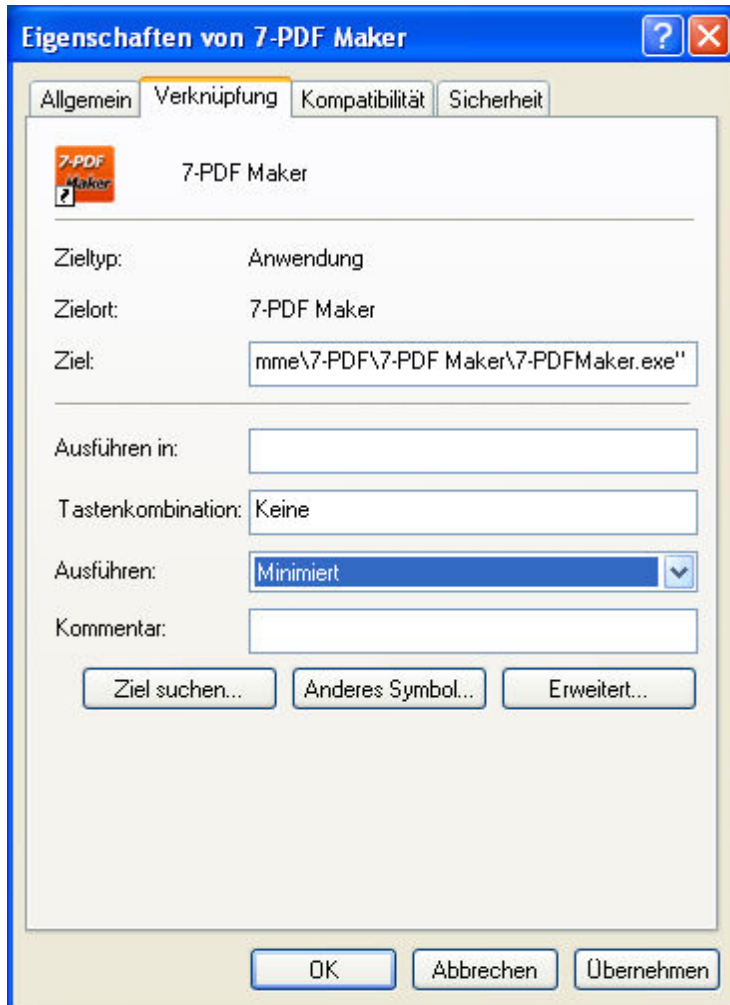 Eigenschaften von 7-PDF Maker
Allgemein Verknüpfung Kompatibilität Sicherheit
7-PDF
Maker
7-PDF Maker
Zieltyp: Anwendung
Zielort: 7-PDF Maker
Ziel: mme\7-PDF\7-PDF Maker\7-PDFMaker.exe"
Ausführen in:
Tastenkombination: Keine
Ausführen: Minimiert
Kommentar:
Ziel suchen... Anderes Symbol... Erweitert...
OK Abbrechen Übernehmen